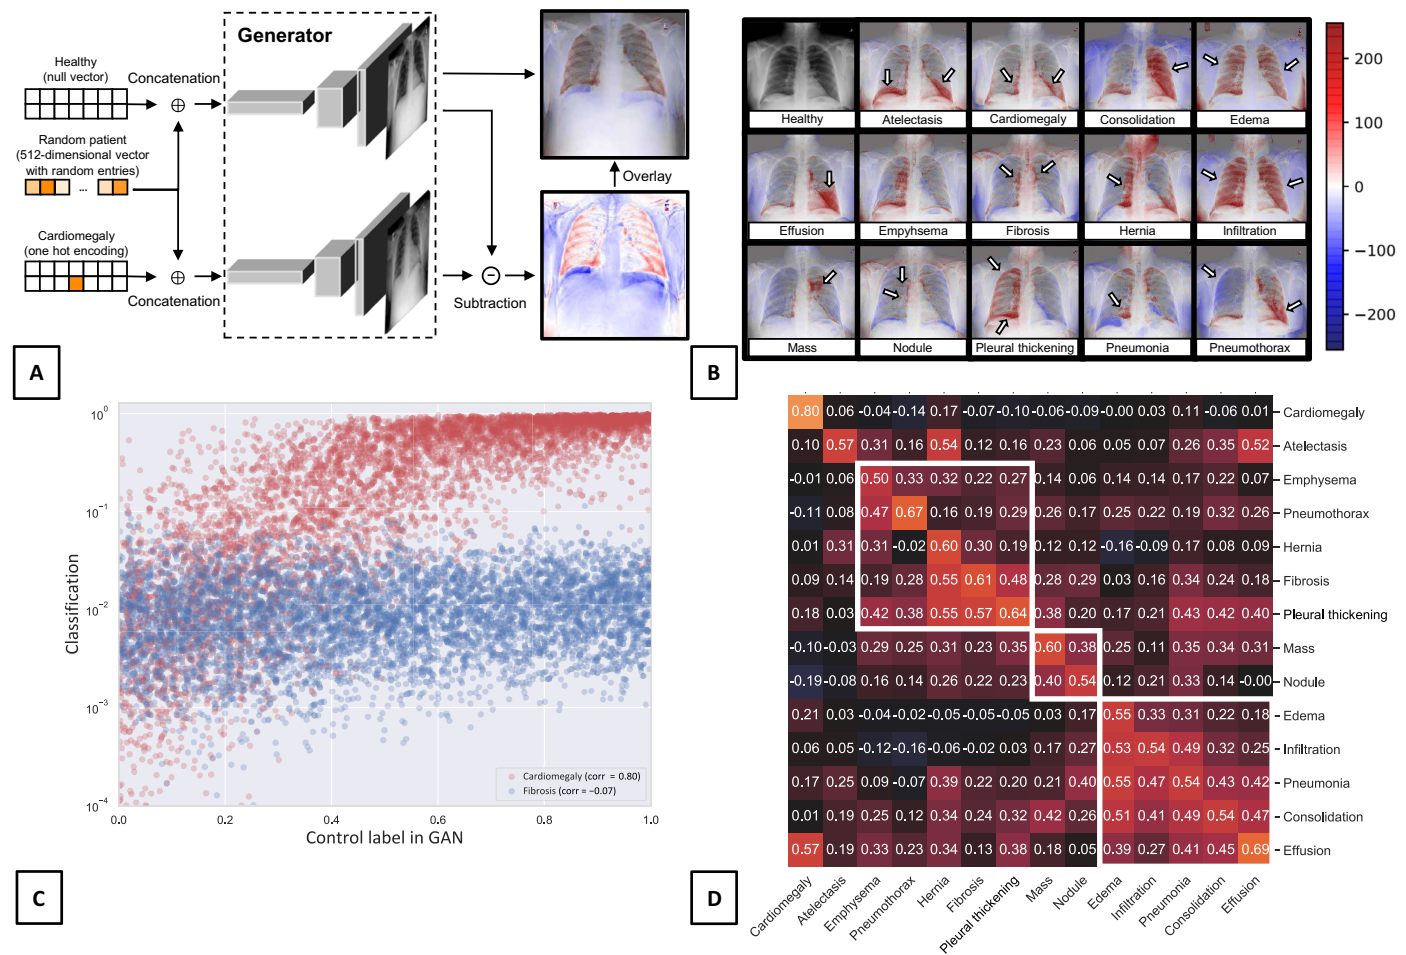 Healthy
(null vector)
Concatenation
Generator
Random patient
(512-dimensional vector
with random entries)
...
Cardiomegaly
(one hot encoding)
Concatenation
Subtraction
Overlay
A
Healthy
Atelectasis
Cardiomegaly
Consolidation
Edema
Effusion
Empyhsema
Fibrosis
Hernia
Infiltration
Mass
Nodule
Pleural thickening
Pneumonia
Pneumothorax
200
100
0
−100
−200
B
Classification
10⁰
10⁻¹
10⁻²
10⁻³
10⁻⁴
0.0 0.2 0.4 0.6 0.8 1.0
Control label in GAN
Cardiomegaly (corr = 0.80)
Fibrosis (corr = −0.07)
C
0.80 0.06 -0.04 -0.14 0.17 -0.07 -0.10 -0.06 -0.09 -0.00 0.03 0.11 -0.06 0.01 Cardiomegaly
0.10 0.57 0.31 0.16 0.54 0.12 0.16 0.23 0.06 0.05 0.07 0.26 0.35 0.52 Atelectasis
-0.01 0.06 0.50 0.33 0.32 0.22 0.27 0.14 0.06 0.14 0.14 0.17 0.22 0.07 Emphysema
-0.11 0.08 0.47 0.67 0.16 0.19 0.29 0.26 0.17 0.25 0.22 0.19 0.32 0.26 Pneumothorax
0.01 0.31 0.31 -0.02 0.60 0.30 0.19 0.12 0.12 -0.16 -0.09 0.17 0.08 0.09 Hernia
0.09 0.14 0.19 0.28 0.55 0.61 0.48 0.28 0.29 0.03 0.16 0.34 0.24 0.18 Fibrosis
0.18 0.03 0.42 0.38 0.55 0.57 0.64 0.38 0.20 0.17 0.21 0.43 0.42 0.40 Pleural thickening
-0.10 -0.03 0.29 0.25 0.31 0.23 0.35 0.60 0.38 0.25 0.11 0.35 0.34 0.31 Mass
-0.19 -0.08 0.16 0.14 0.26 0.22 0.23 0.40 0.54 0.12 0.21 0.33 0.14 -0.00 Nodule
0.21 0.03 -0.04 -0.02 -0.05 -0.05 -0.05 0.03 0.17 0.55 0.33 0.31 0.22 0.18 Edema
0.06 0.05 -0.12 -0.16 -0.06 -0.02 0.03 0.17 0.27 0.53 0.54 0.49 0.32 0.25 Infiltration
0.17 0.25 0.09 -0.07 0.39 0.22 0.20 0.21 0.40 0.55 0.47 0.54 0.43 0.42 Pneumonia
0.01 0.19 0.25 0.12 0.34 0.24 0.32 0.42 0.26 0.51 0.41 0.49 0.54 0.47 Consolidation
0.57 0.19 0.33 0.23 0.34 0.13 0.38 0.18 0.05 0.39 0.27 0.41 0.45 0.69 Effusion
Cardiomegaly
Atelectasis
Emphysema
Pneumothorax
Hernia
Fibrosis
Pleural thickening
Mass
Nodule
Edema
Infiltration
Pneumonia
Consolidation
Effusion
D